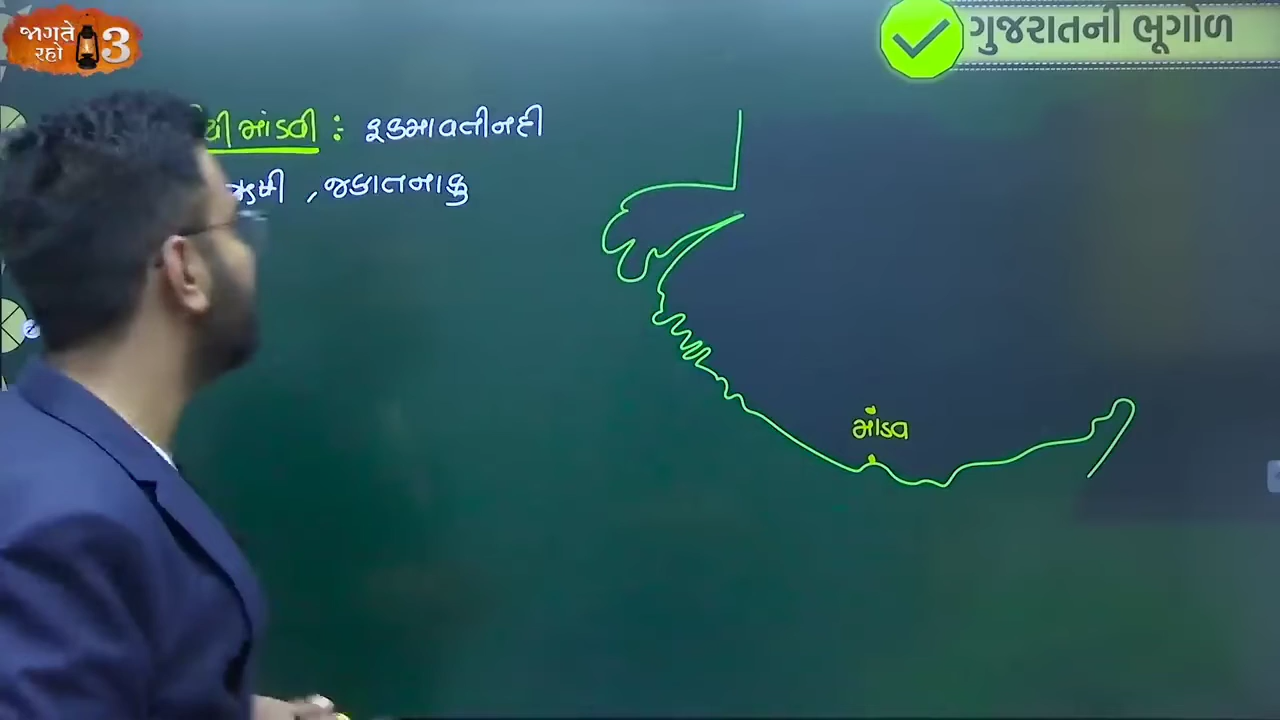 જાગતે
રહો 3
ગુજરાતની ભૂગોળ
માંડવી : રૂકમાવતીનદી
, જકાતનાકુ
માંડવ